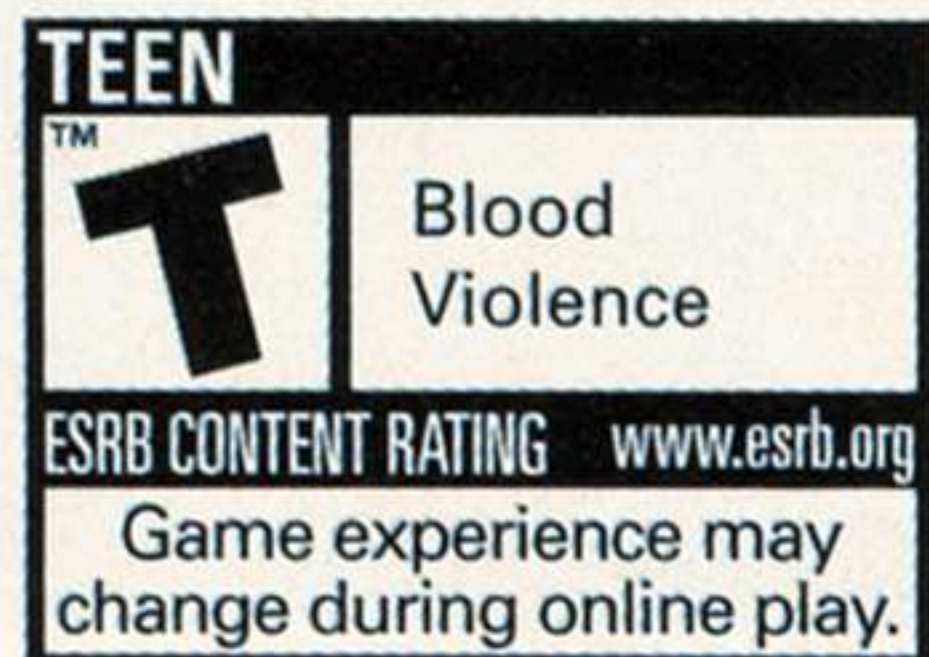 TEEN
TM
T
Blood
Violence
ESRB CONTENT RATING www.esrb.org
Game experience may
change during online play.